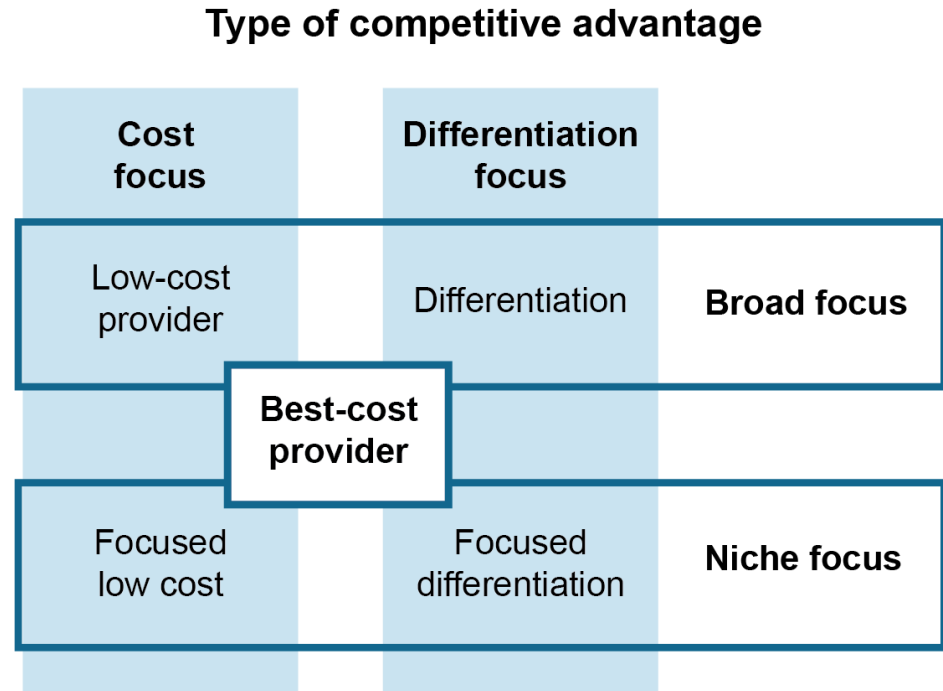 Type of competitive advantage
Cost
focus
Differentiation
focus
Low-cost
provider
Differentiation
Broad focus
Best-cost
provider
Focused
low cost
Focused
differentiation
Niche focus